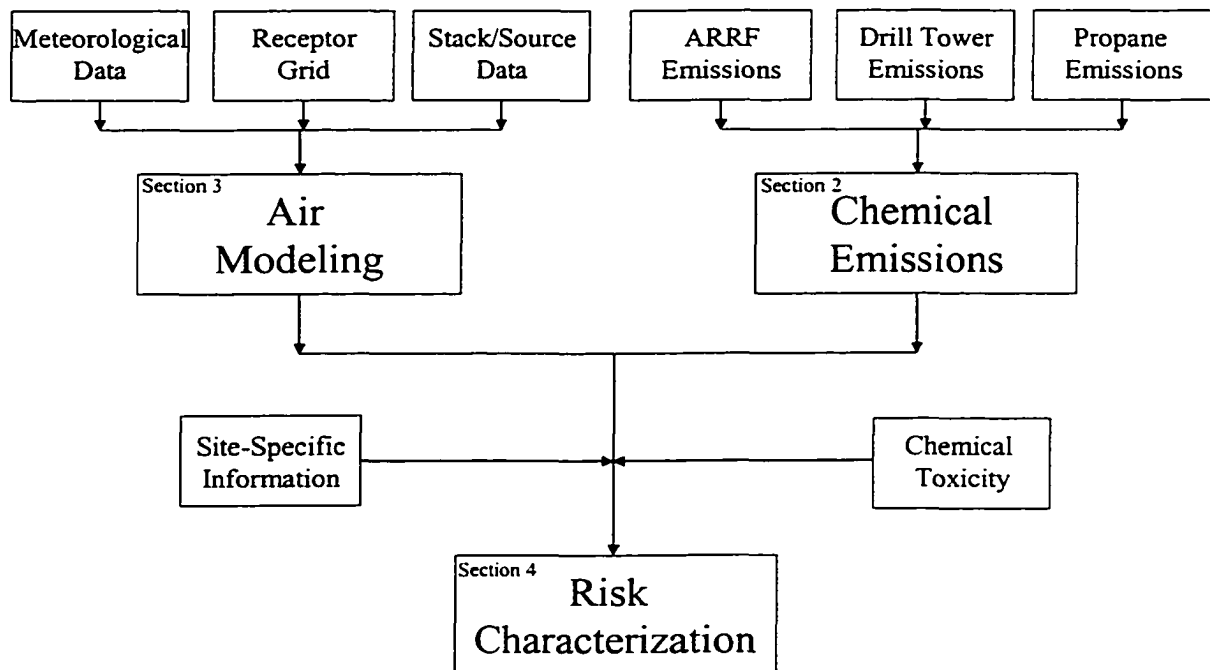 Meteorological
Data
Receptor
Grid
Stack/Source
Data
ARRF
Emissions
Drill Tower
Emissions
Propane
Emissions
Section 3
Air
Modeling
Section 2
Chemical
Emissions
Site-Specific
Information
Chemical
Toxicity
Section 4
Risk
Characterization